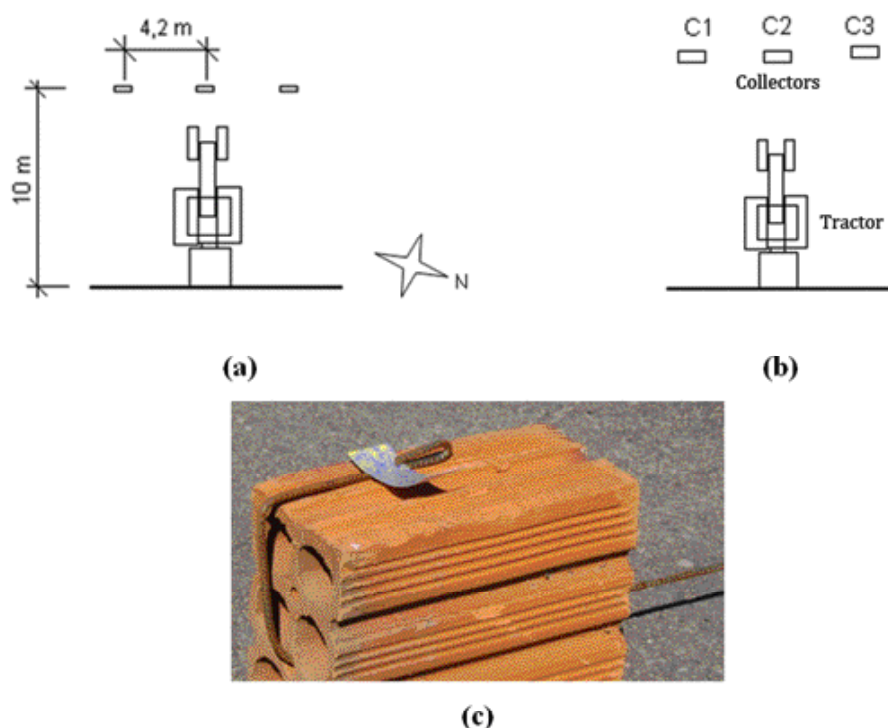 4,2 m
10 m
N
(a)
C1 C2 C3
Collectors
Tractor
(b)
(c)